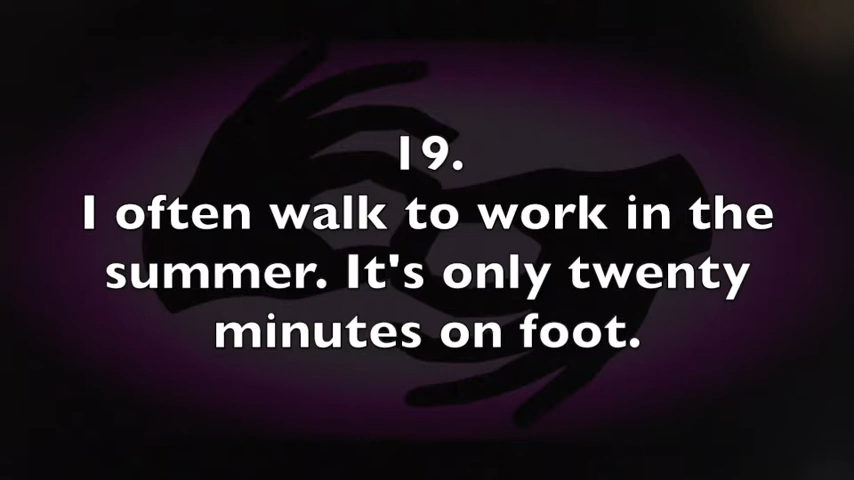 19.
I often walk to work in the
summer. It's only twenty
minutes on foot.